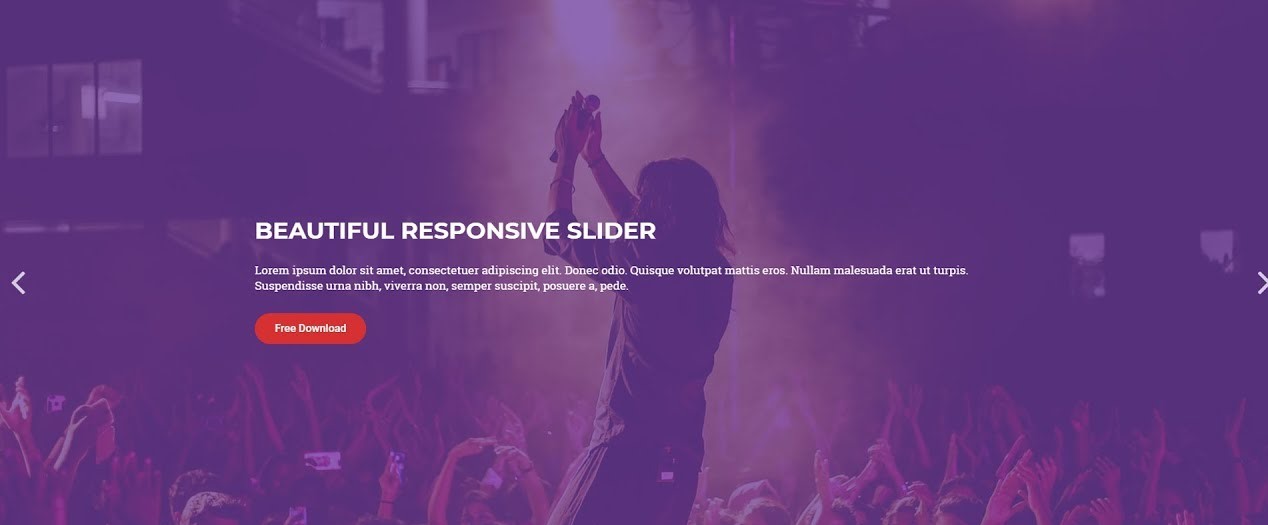 BEAUTIFUL RESPONSIVE SLIDER
Lorem ipsum dolor sit amet, consectetuer adipiscing elit. Donec odio. Quisque volutpat mattis eros. Nullam malesuada erat ut turpis.
Suspendisse urna nibh, viverra non, semper suscipit, posuere a, pede.
Free Download